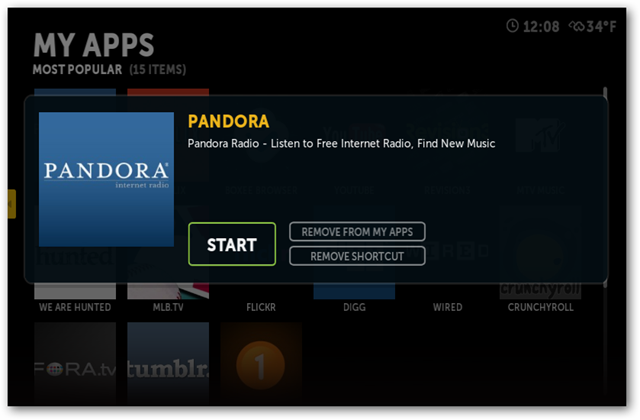 12:08 34°F
MY APPS
MOST POPULAR (15 ITEMS)
PANDORA
Pandora Radio - Listen to Free Internet Radio, Find New Music
PANDORA®
internet radio
START
REMOVE FROM MY APPS
REMOVE SHORTCUT
hunted
crunchyroll
WE ARE HUNTED MLB.TV FLICKR DIGG WIRED CRUNCHYROLL
FORA.tv tumblr. 1